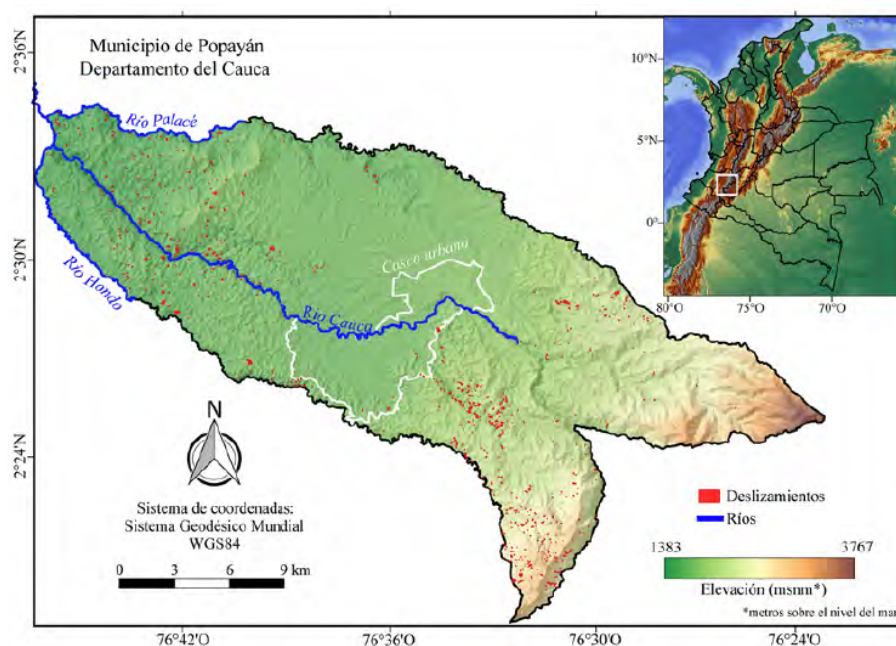 Municipio de Popayán
Departamento del Cauca
Río Palacé
Río Hondo
Río Cauca
Casco urbano
N
Sistema de coordenadas:
Sistema Geodésico Mundial
WGS84
0 3 6 9 km
Deslizamientos
Ríos
1383 3767
Elevación (msnm*)
*metros sobre el nivel del mar
2°36'N
2°30'N
2°24'N
76°42'O 76°36'O 76°30'O 76°24'O
10°N
5°N
0°
80°O 75°O 70°O